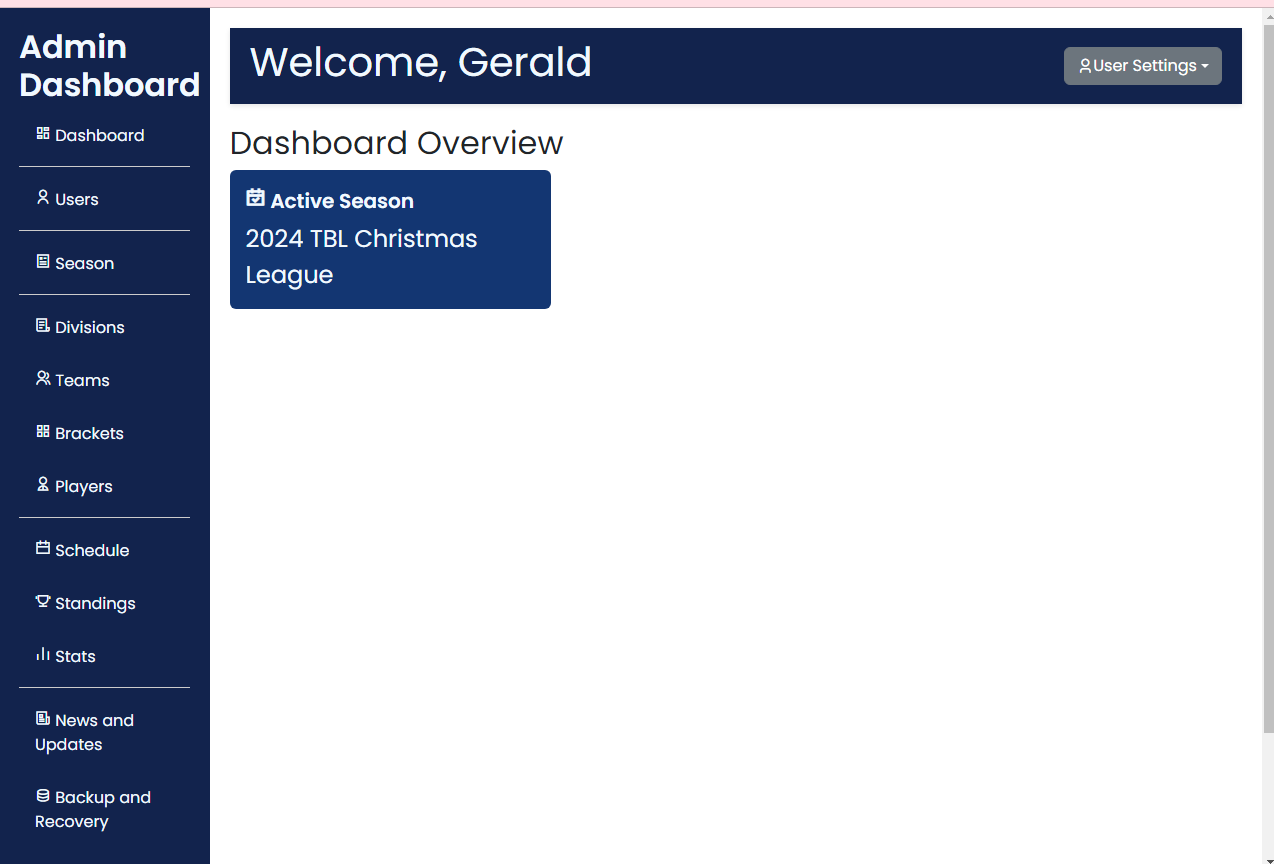 Admin
Dashboard
Dashboard
Users
Season
Divisions
Teams
Brackets
Players
Schedule
Standings
Stats
News and
Updates
Backup and
Recovery
Welcome, Gerald
User Settings
Dashboard Overview
Active Season
2024 TBL Christmas
League